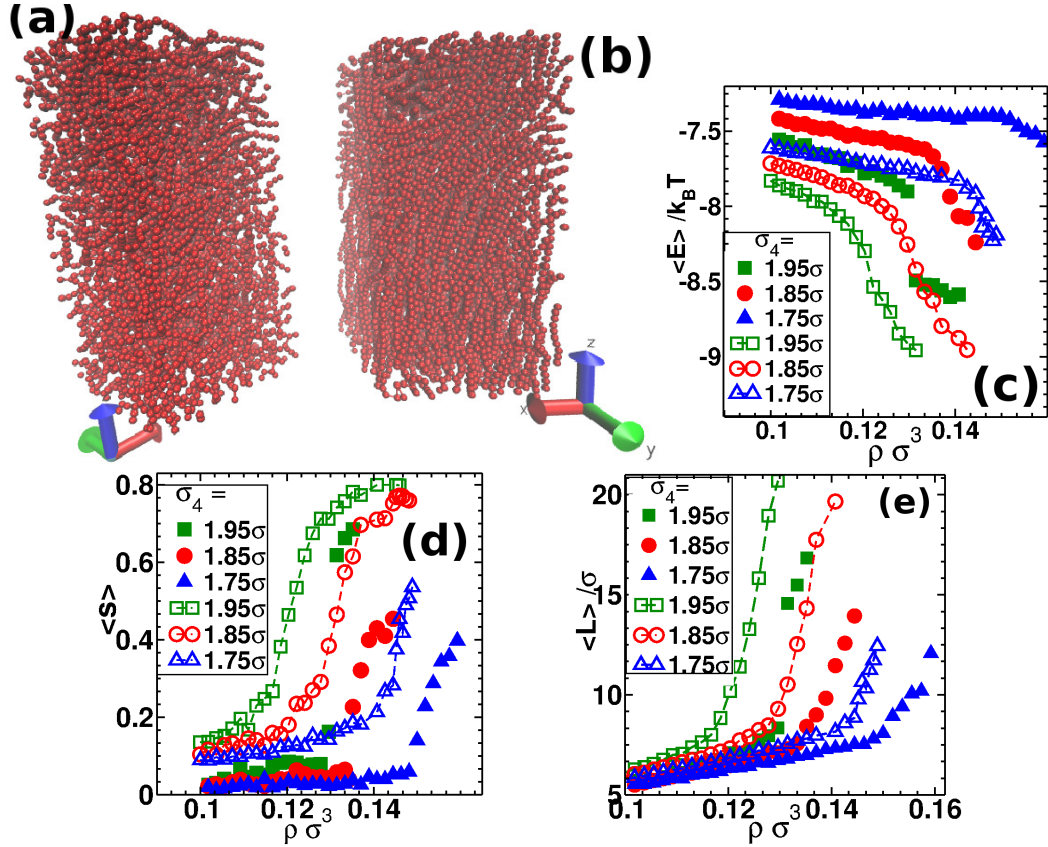 (a)
(b)
z
x
y
-7.5
-8
-8.5
-9
<E> /k_BT
σ_4=
1.95σ
1.85σ
1.75σ
1.95σ
1.85σ
1.75σ
(c)
0.1 0.12 0.14
ρ σ^3
0.8
0.6
0.4
0.2
0
<S>
σ_4 =
1.95σ
1.85σ
1.75σ
1.95σ
1.85σ
1.75σ
(d)
0.1 0.12 0.14
ρ σ^3
20
15
10
5
<L> /σ
σ_4=
1.95σ
1.85σ
1.75σ
1.95σ
1.85σ
1.75σ
(e)
0.1 0.12 0.14 0.16
ρ σ^3